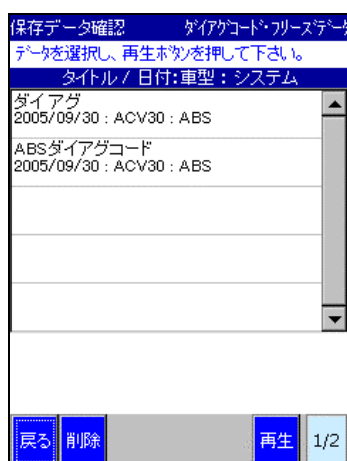 保存データ確認 ダイアグコード・フリーズデータ
データを選択し、再生ボタンを押して下さい。
タイトル / 日付:車型:システム
ダイアグ
2005/09/30 : ACV30 : ABS
ABSダイアグコード
2005/09/30 : ACV30 : ABS
戻る 削除 再生 1/2